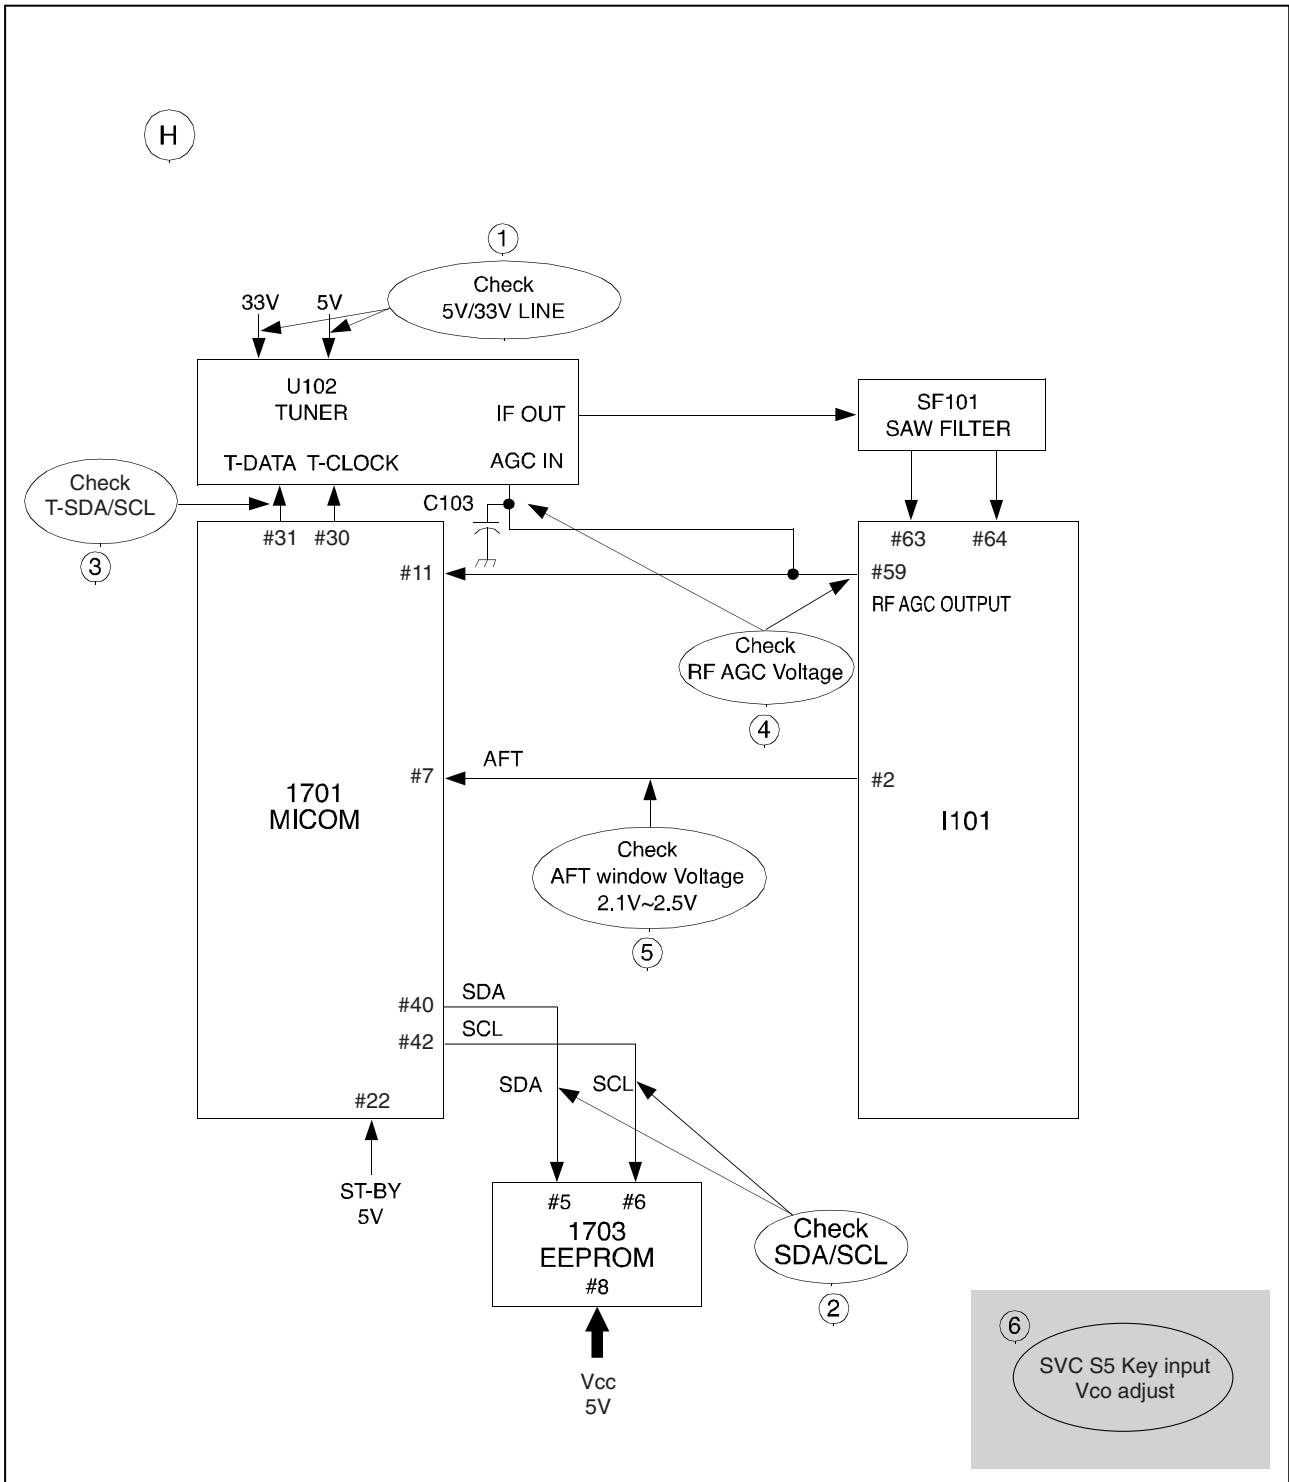 H
1
Check
5V/33V LINE
33V
5V
U102
TUNER
IF OUT
T-DATA
T-CLOCK
AGC IN
SF101
SAW FILTER
Check
T-SDA/SCL
3
C103
#31
#30
#11
#63
#64
#59
RF AGC OUTPUT
Check
RF AGC Voltage
4
AFT
#7
#2
1701
MICOM
I101
Check
AFT window Voltage
2.1V~2.5V
5
#40
SDA
#42
SCL
SDA
SCL
#22
ST-BY
5V
#5
#6
1703
EEPROM
#8
Check
SDA/SCL
2
Vcc
5V
6
SVC S5 Key input
Vco adjust